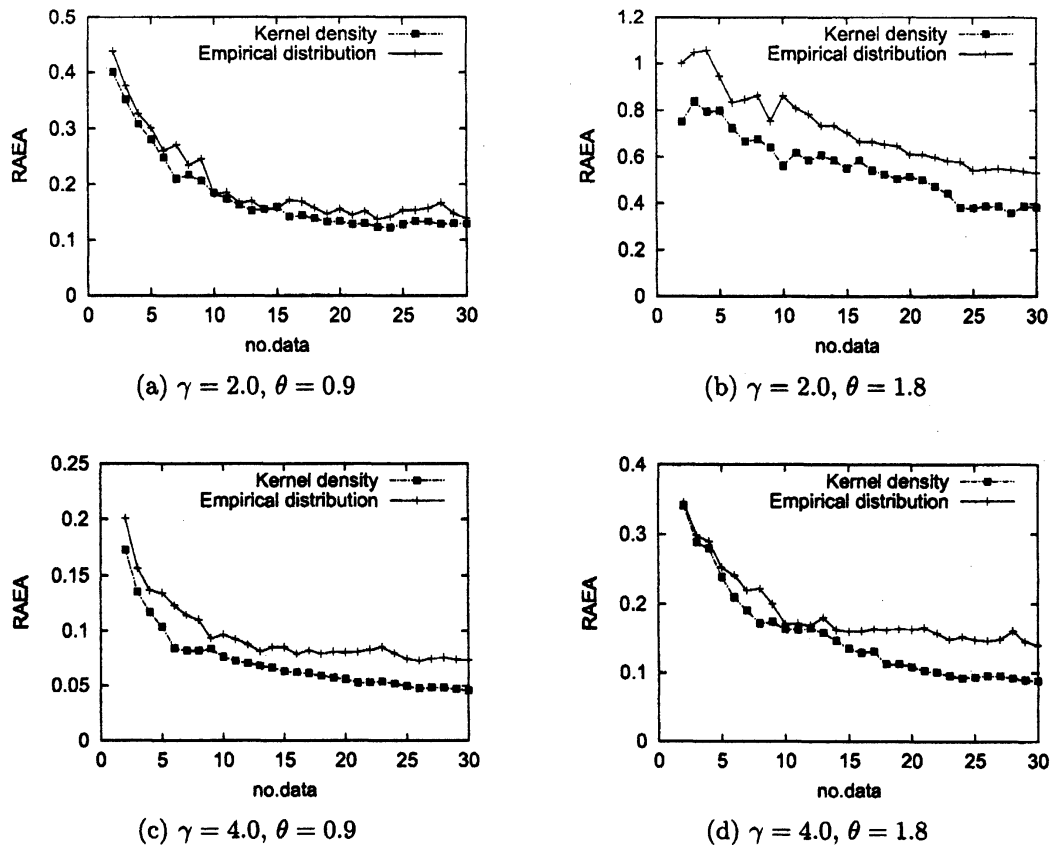 0.5
0.4
0.3
0.2
0.1
0
RAEA
Kernel density
Empirical distribution
0 5 10 15 20 25 30
no.data
(a) γ = 2.0, θ = 0.9
1.2
1
0.8
0.6
0.4
0.2
0
RAEA
Kernel density
Empirical distribution
0 5 10 15 20 25 30
no.data
(b) γ = 2.0, θ = 1.8
0.25
0.2
0.15
0.1
0.05
0
RAEA
Kernel density
Empirical distribution
0 5 10 15 20 25 30
no.data
(c) γ = 4.0, θ = 0.9
0.4
0.3
0.2
0.1
0
RAEA
Kernel density
Empirical distribution
0 5 10 15 20 25 30
no.data
(d) γ = 4.0, θ = 1.8